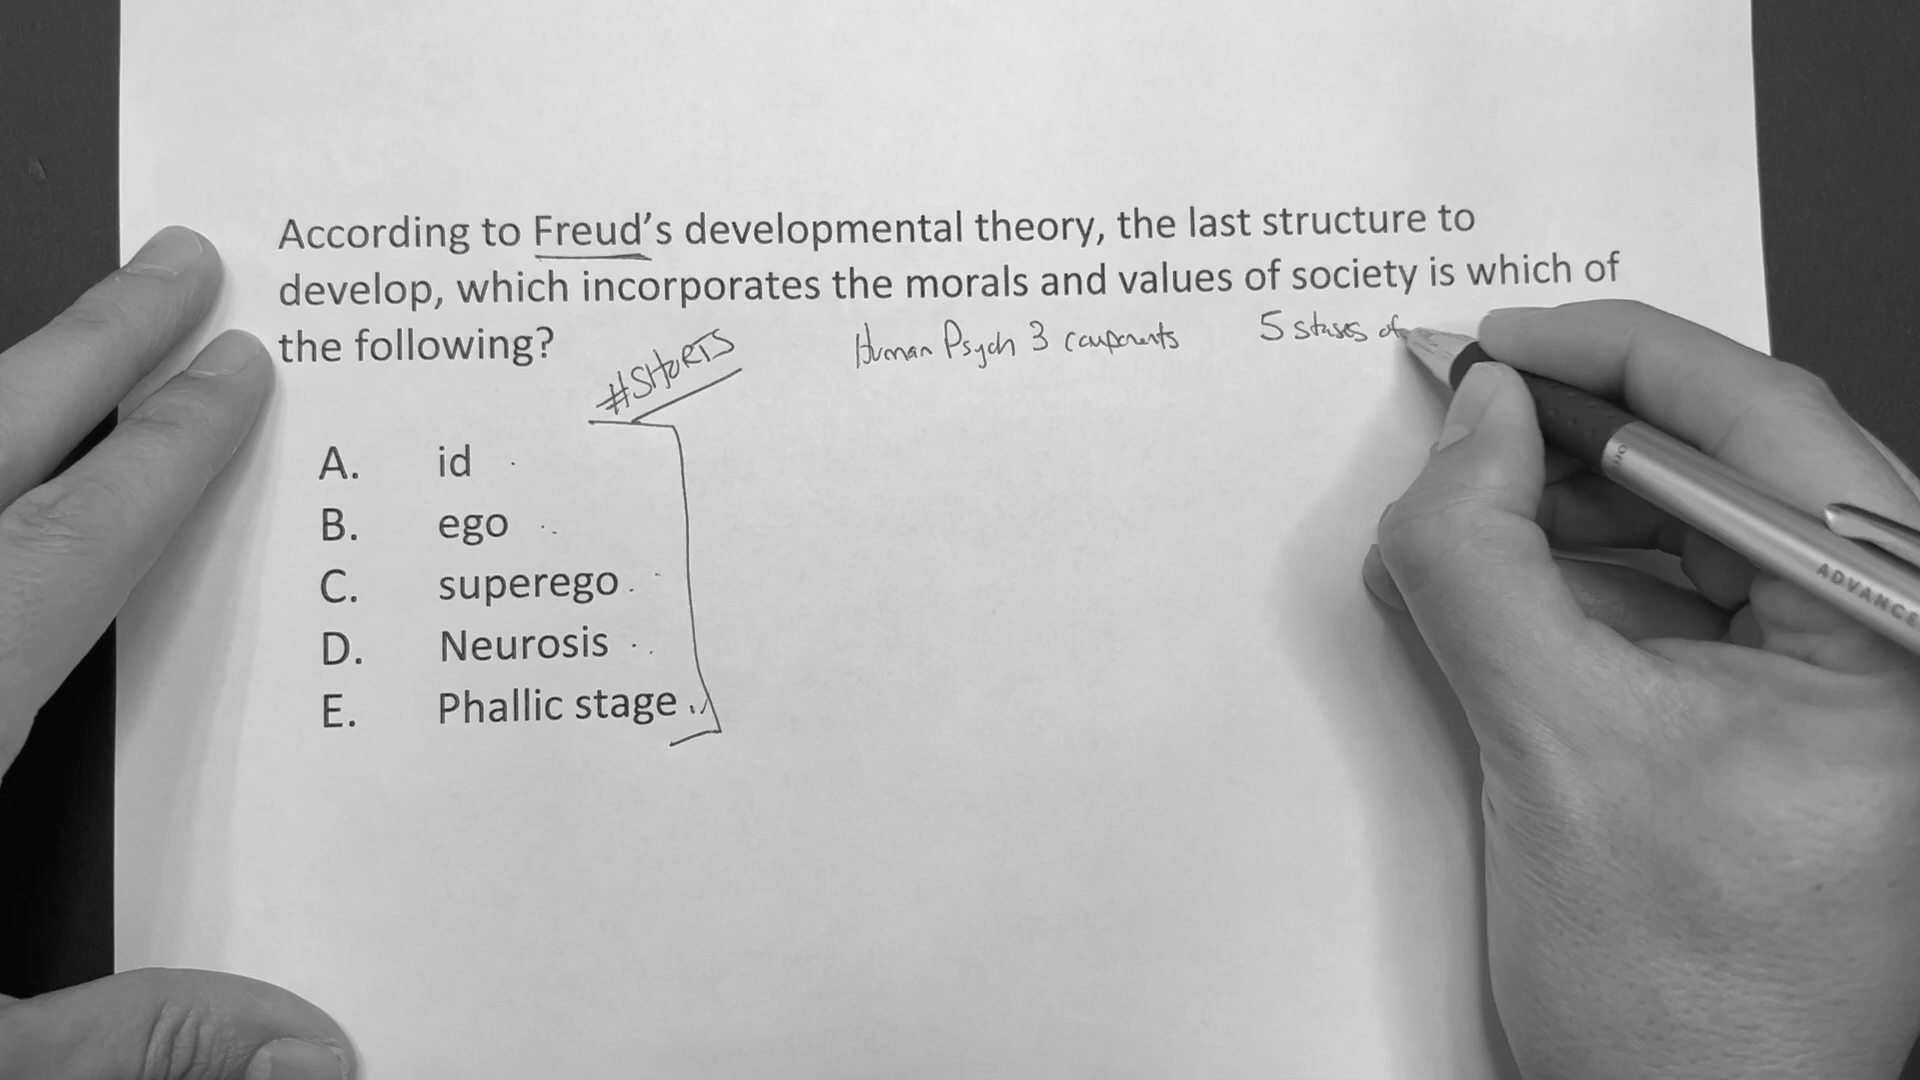 According to Freud's developmental theory, the last structure to
develop, which incorporates the morals and values of society is which of
the following?
#SHORTS
Human Psych 3 components
5 stages of
A. id
B. ego
C. superego
D. Neurosis
E. Phallic stage
ADVANCE